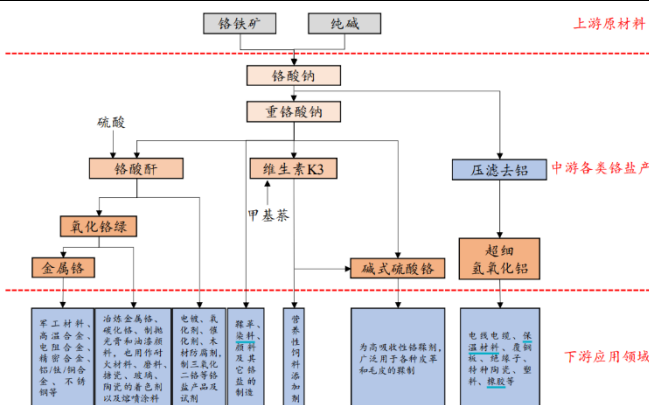 铬铁矿
纯碱
上游原材料
铬酸钠
重铬酸钠
硫酸
铬酸酐
维生素K3
压滤去铝
中游各类铬盐产
甲基萘
氧化铬绿
金属铬
碱式硫酸铬
超细
氢氧化铝
军工材料、
高温合金、
电阻合金、
精密合金、
铝/钛/铜合
金、不锈
钢等
冶炼金属铬、
碳化铬、制抛
光膏和油漆颜
料，也用作耐
火材料、磨料、
搪瓷、玻璃、
陶瓷的着色剂
以及熔喷涂料
电镀、氧
化剂、催
化剂、木
材防腐剂，
制三氧化
二铬等铬
盐产品及
试剂
鞣革、
染料、
颜料
及其
它铬
盐的
制造
营养性饲料添加剂
为高吸收性铬鞣剂，
广泛用于各种皮革
和毛皮的鞣制
电线电缆、保
温材料、覆铜
板、绝缘子、
特种陶瓷、塑
料、橡胶等
下游应用领域